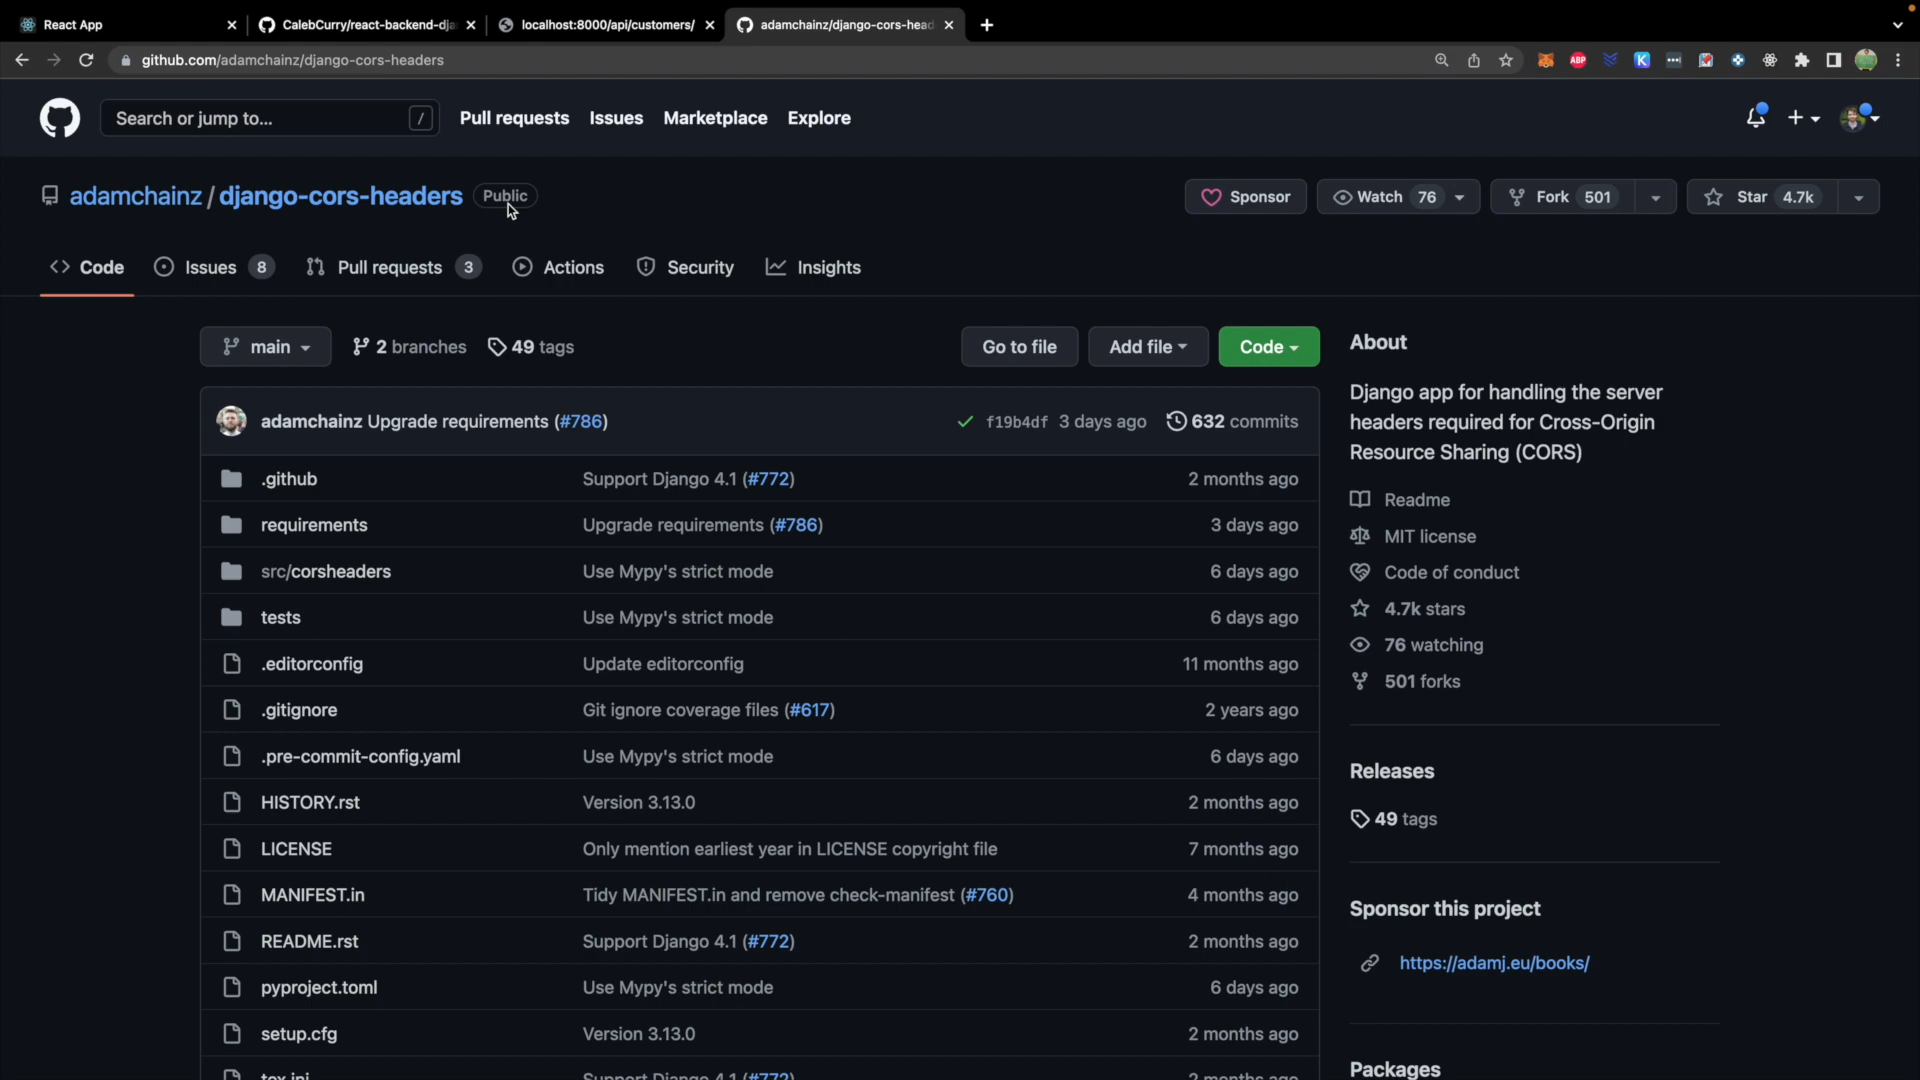 React App
CalebCurry/react-backend-dja
localhost:8000/api/customers/
adamchainz/django-cors-head
github.com/adamchainz/django-cors-headers
ABP
K
Search or jump to...
/
Pull requests
Issues
Marketplace
Explore
adamchainz / django-cors-headers
Public
Sponsor
Watch 76
Fork 501
Star 4.7k
Code
Issues 8
Pull requests 3
Actions
Security
Insights
main
2 branches
49 tags
Go to file
Add file
Code
adamchainz Upgrade requirements (#786)
f19b4df 3 days ago
632 commits
.github Support Django 4.1 (#772) 2 months ago
requirements Upgrade requirements (#786) 3 days ago
src/corsheaders Use Mypy's strict mode 6 days ago
tests Use Mypy's strict mode 6 days ago
.editorconfig Update editorconfig 11 months ago
.gitignore Git ignore coverage files (#617) 2 years ago
.pre-commit-config.yaml Use Mypy's strict mode 6 days ago
HISTORY.rst Version 3.13.0 2 months ago
LICENSE Only mention earliest year in LICENSE copyright file 7 months ago
MANIFEST.in Tidy MANIFEST.in and remove check-manifest (#760) 4 months ago
README.rst Support Django 4.1 (#772) 2 months ago
pyproject.toml Use Mypy's strict mode 6 days ago
setup.cfg Version 3.13.0 2 months ago
tox.ini Support Django 4.1 (#772) 2 months ago
About
Django app for handling the server
headers required for Cross-Origin
Resource Sharing (CORS)
Readme
MIT license
Code of conduct
4.7k stars
76 watching
501 forks
Releases
49 tags
Sponsor this project
https://adamj.eu/books/
Packages